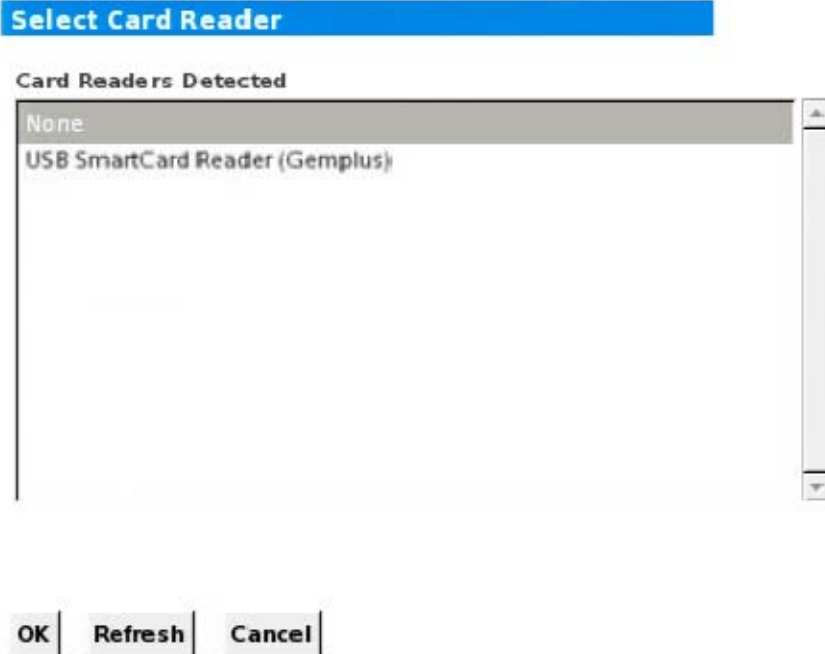 Select Card Reader
Card Readers Detected
None
USB SmartCard Reader (Gemplus)
OK Refresh Cancel